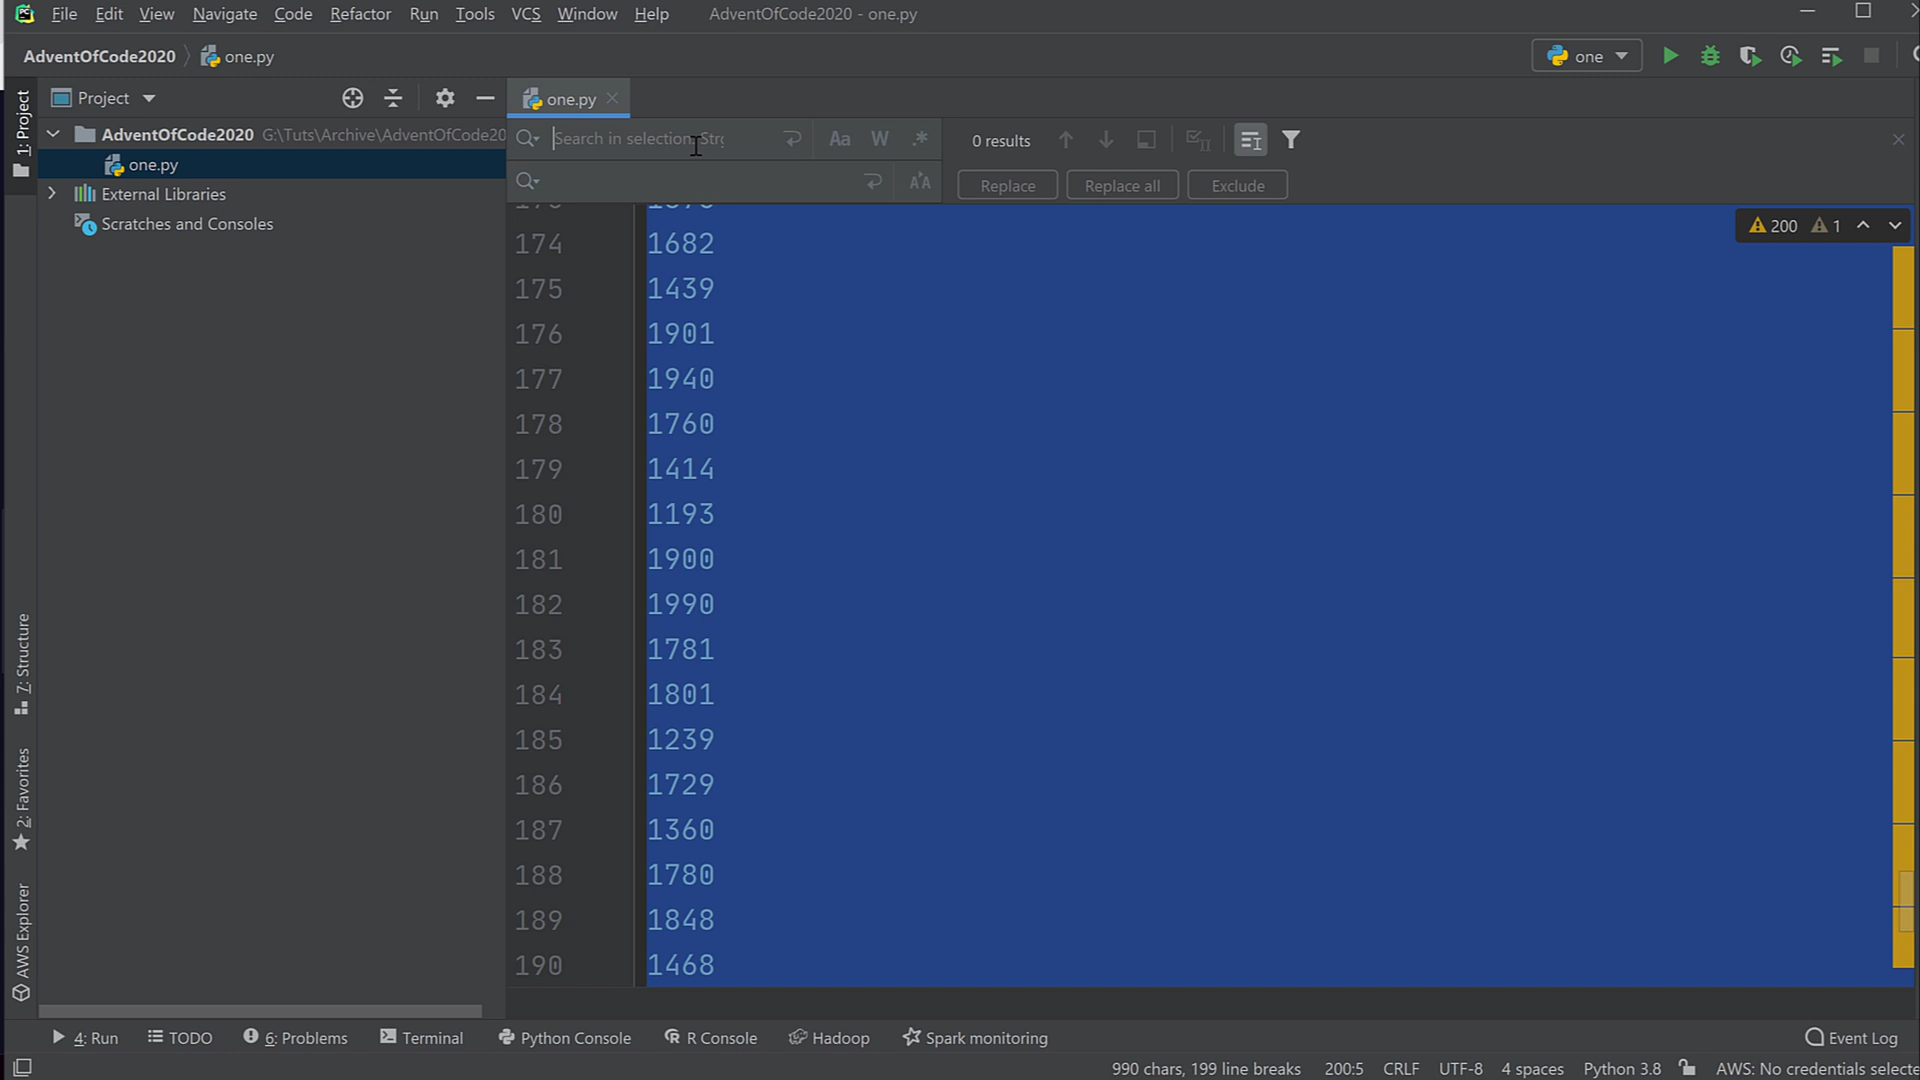 File Edit View Navigate Code Refactor Run Tools VCS Window Help AdventOfCode2020 - one.py
AdventOfCode2020 one.py one
Project one.py
AdventOfCode2020 G:\Tuts\Archive\AdventOfCode20
one.py
External Libraries
Scratches and Consoles
1: Project
7: Structure
2: Favorites
AWS Explorer
Search in selection: Str Aa W .* 0 results
Replace Replace all Exclude
200 1
174 1682
175 1439
176 1901
177 1940
178 1760
179 1414
180 1193
181 1900
182 1990
183 1781
184 1801
185 1239
186 1729
187 1360
188 1780
189 1848
190 1468
4: Run TODO 6: Problems Terminal Python Console R Console Hadoop Spark monitoring Event Log
990 chars, 199 line breaks 200:5 CRLF UTF-8 4 spaces Python 3.8 AWS: No credentials selecte